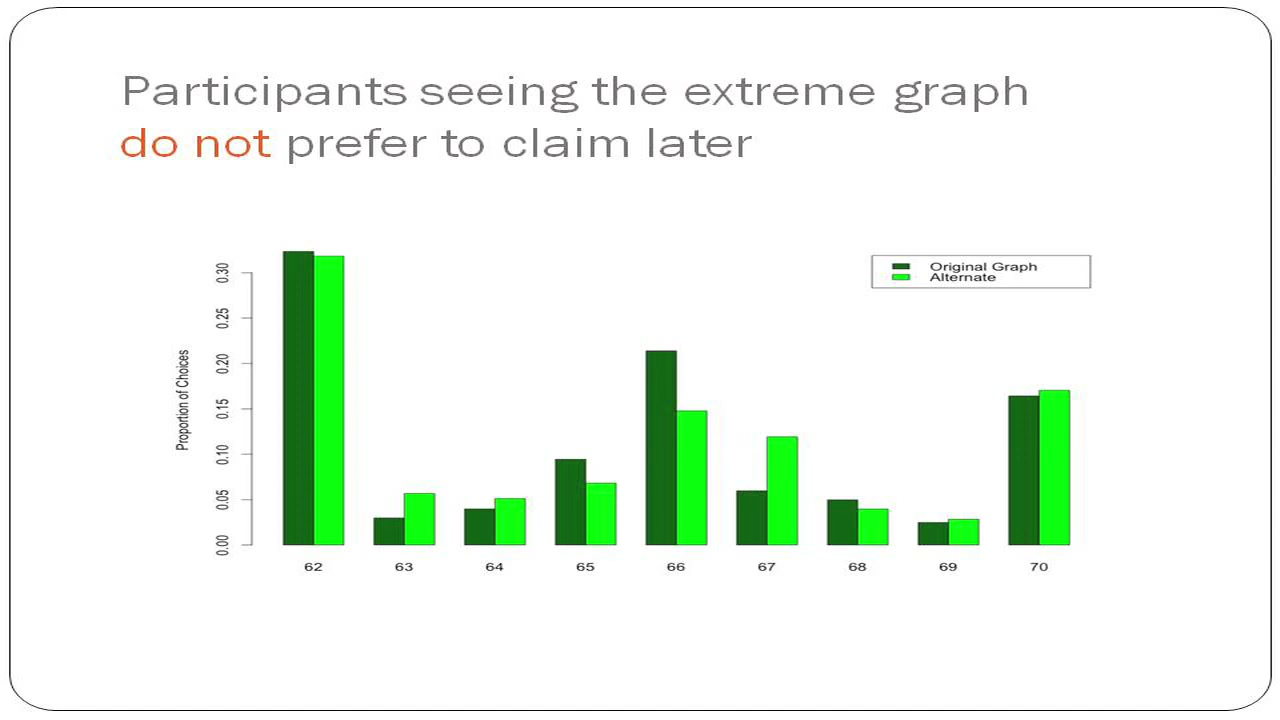 Participants seeing the extreme graph
do not prefer to claim later
Original Graph
Alternate
Proportion of Choices
0.30
0.25
0.20
0.15
0.10
0.05
0.00
62 63 64 65 66 67 68 69 70